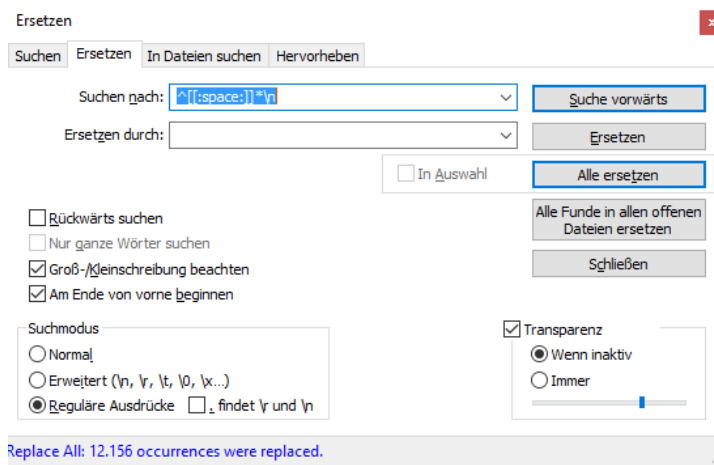 Ersetzen
Suchen Ersetzen In Dateien suchen Hervorheben
Suchen nach: ^[[:space:]]*\n Suche vorwärts
Ersetzen durch: Ersetzen
In Auswahl Alle ersetzen
Rückwärts suchen Alle Funde in allen offenen
Dateien ersetzen
Nur ganze Wörter suchen
Groß-/Kleinschreibung beachten Schließen
Am Ende von vorne beginnen
Suchmodus Transparenz
Normal Wenn inaktiv
Erweitert (\n, \r, \t, \0, \x...) Immer
Reguläre Ausdrücke . findet \r und \n
Replace All: 12.156 occurrences were replaced.